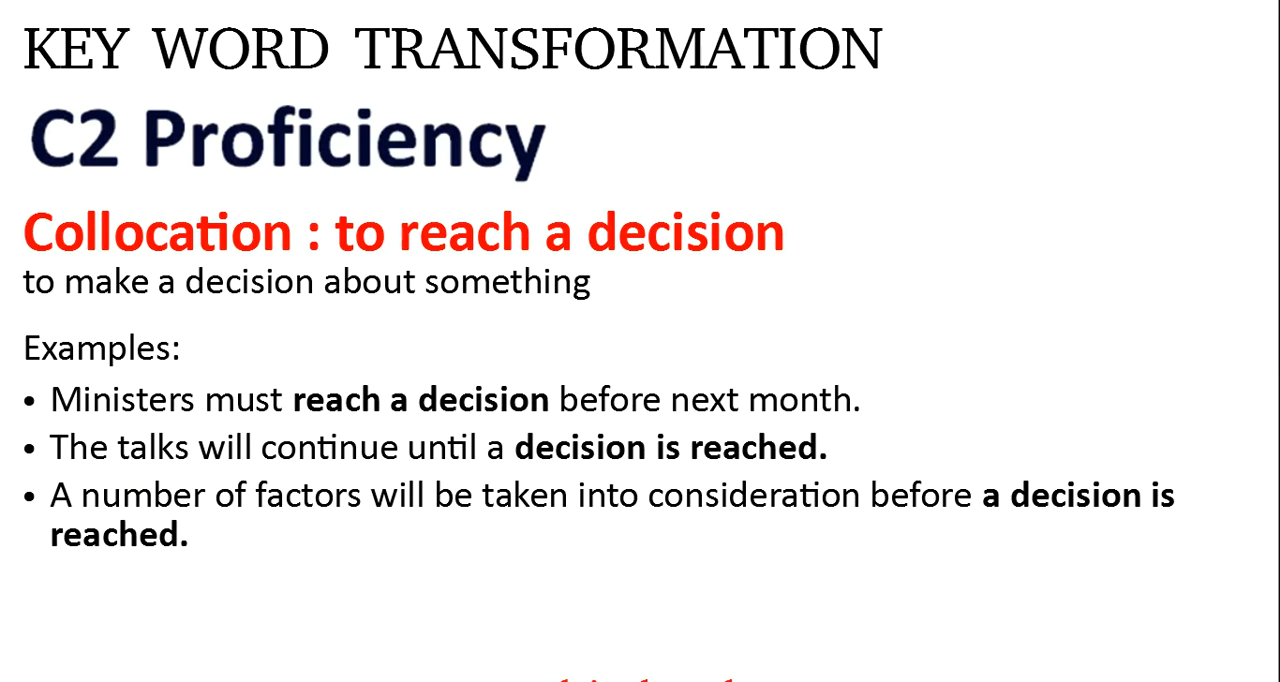 KEY WORD TRANSFORMATION
C2 Proficiency
Collocation : to reach a decision
to make a decision about something
Examples:
• Ministers must reach a decision before next month.
• The talks will continue until a decision is reached.
• A number of factors will be taken into consideration before a decision is
reached.